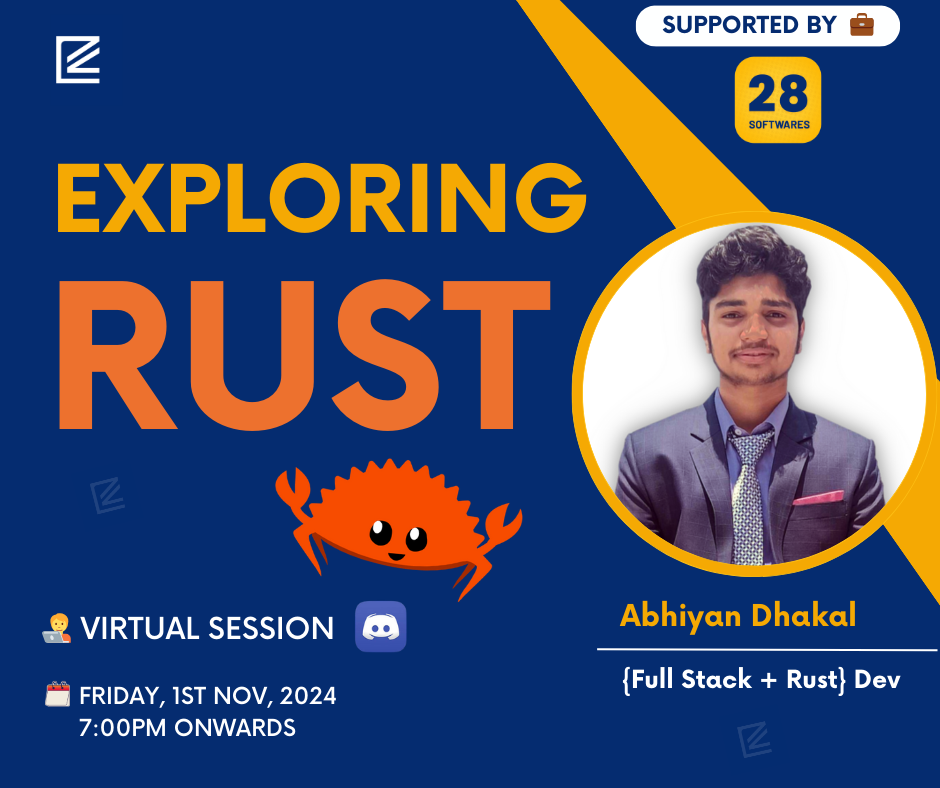 SUPPORTED BY
28
SOFTWARES
EXPLORING
RUST
VIRTUAL SESSION
FRIDAY, 1ST NOV, 2024
7:00PM ONWARDS
Abhiyan Dhakal
{Full Stack + Rust} Dev